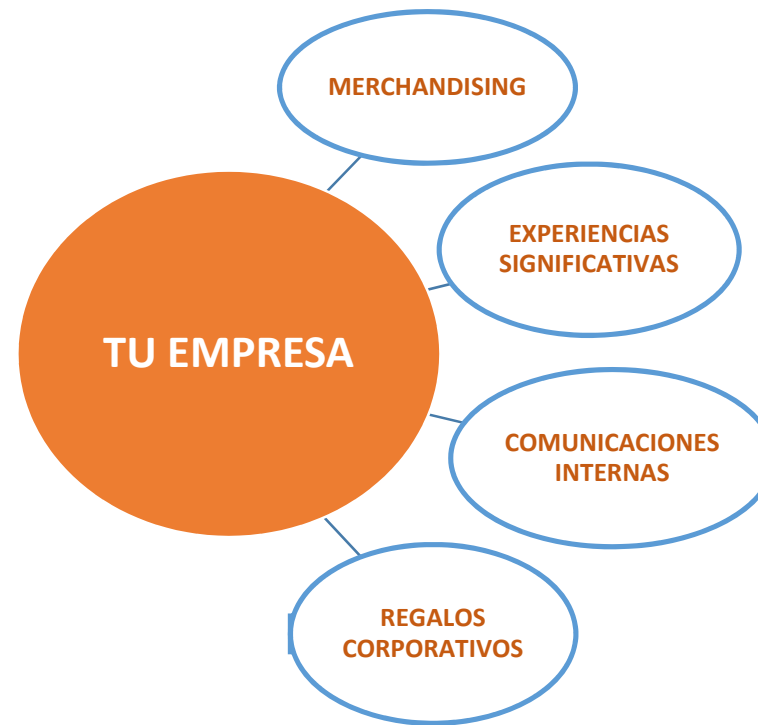 MERCHANDISING
EXPERIENCIAS
SIGNIFICATIVAS
TU EMPRESA
COMUNICACIONES
INTERNAS
REGALOS
CORPORATIVOS